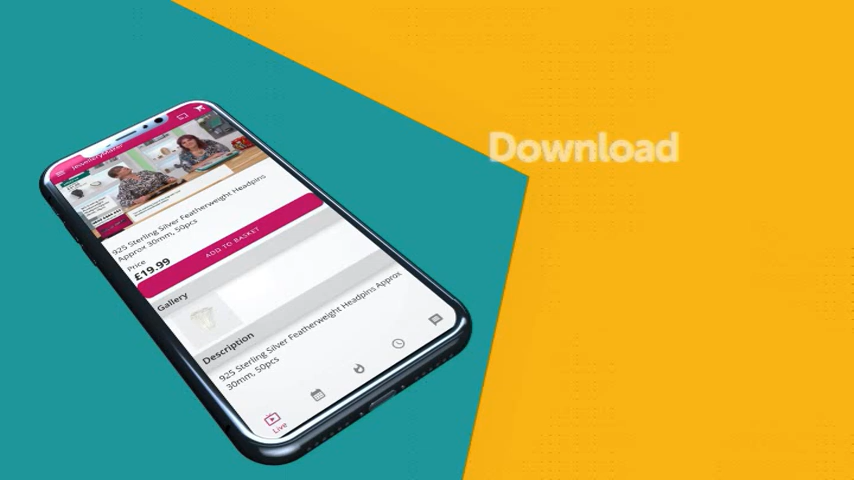 Download
JewelleryMaker
925 Sterling Silver Featherweight Headpins
Approx 30mm, 50pcs
Price
£19.99
ADD TO BASKET
Gallery
Description
925 Sterling Silver Featherweight Headpins Approx
30mm, 50pcs
Live